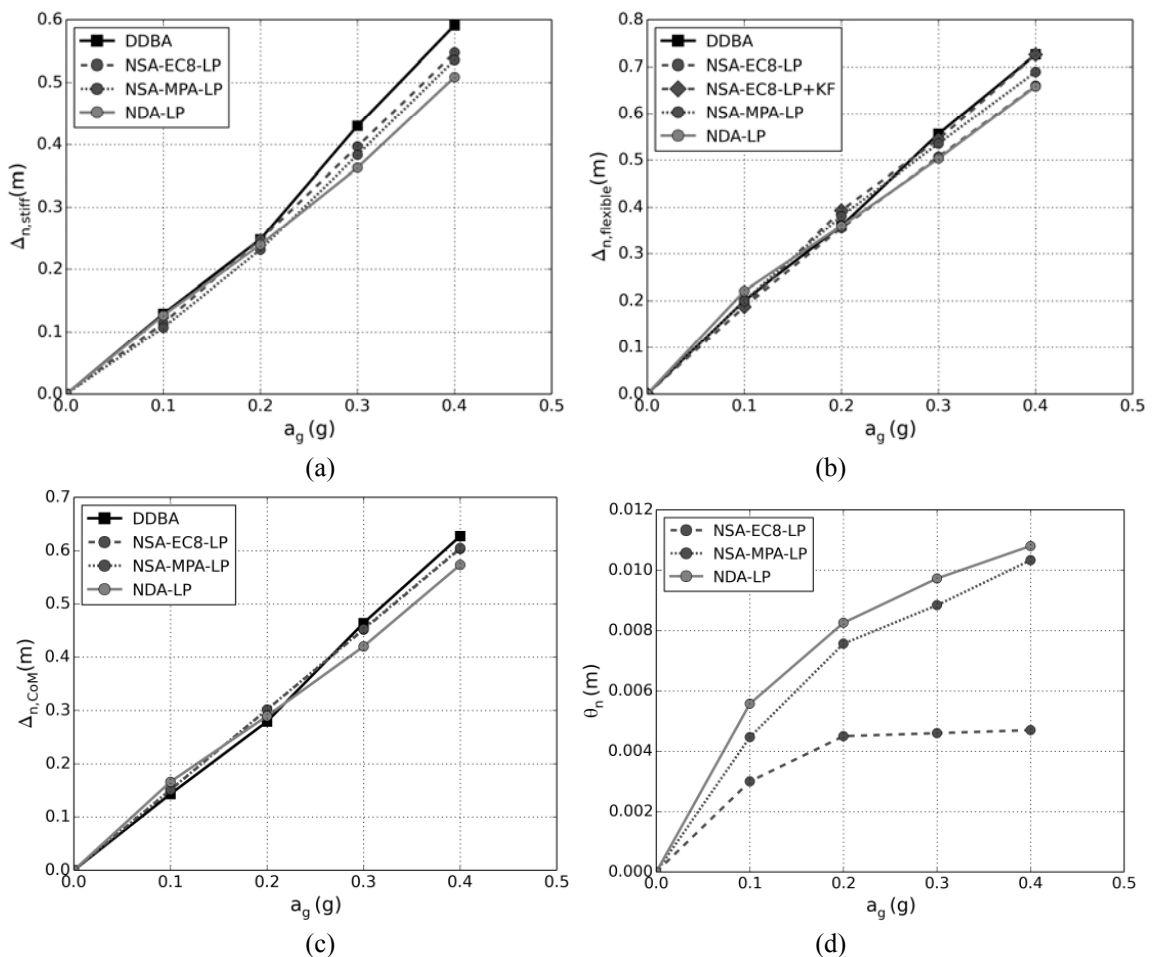 0.6
0.5
0.4
0.3
0.2
0.1
0.0
Δn,stiff(m)
DDBA
NSA-EC8-LP
NSA-MPA-LP
NDA-LP
0.0 0.1 0.2 0.3 0.4 0.5
ag (g)
(a)
0.8
0.7
0.6
0.5
0.4
0.3
0.2
0.1
0.0
Δn,flexible(m)
DDBA
NSA-EC8-LP
NSA-EC8-LP+KF
NSA-MPA-LP
NDA-LP
0.0 0.1 0.2 0.3 0.4 0.5
ag (g)
(b)
0.7
0.6
0.5
0.4
0.3
0.2
0.1
0.0
Δn,CoM(m)
DDBA
NSA-EC8-LP
NSA-MPA-LP
NDA-LP
0.0 0.1 0.2 0.3 0.4 0.5
ag (g)
(c)
0.012
0.010
0.008
0.006
0.004
0.002
0.000
θn (m)
NSA-EC8-LP
NSA-MPA-LP
NDA-LP
0.0 0.1 0.2 0.3 0.4 0.5
ag (g)
(d)